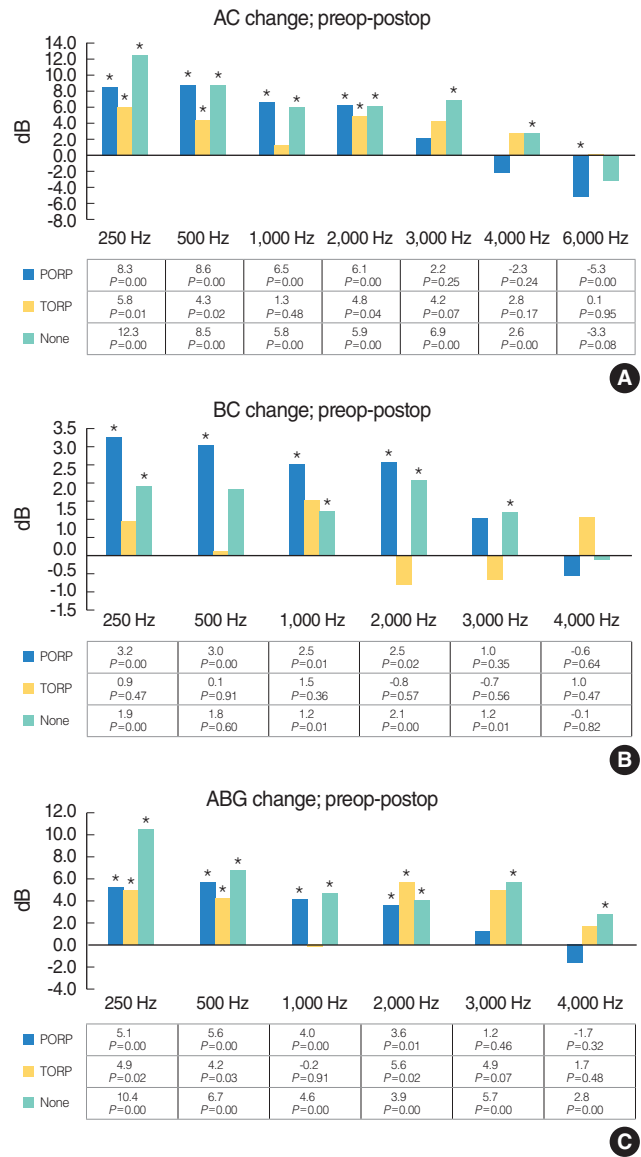 AC change; preop-postop
14.0
12.0
10.0
8.0
6.0
4.0
2.0
0.0
-2.0
-4.0
-6.0
-8.0
dB
* * *
* * *
* *
* * *
*
*
*
250 Hz 500 Hz 1,000 Hz 2,000 Hz 3,000 Hz 4,000 Hz 6,000 Hz
PORP 8.3 8.6 6.5 6.1 2.2 -2.3 -5.3
P=0.00 P=0.00 P=0.00 P=0.00 P=0.25 P=0.24 P=0.00
TORP 5.8 4.3 1.3 4.8 4.2 2.8 0.1
P=0.01 P=0.02 P=0.48 P=0.04 P=0.07 P=0.17 P=0.95
None 12.3 8.5 5.8 5.9 6.9 2.6 -3.3
P=0.00 P=0.00 P=0.00 P=0.00 P=0.00 P=0.00 P=0.08
A
BC change; preop-postop
3.5
3.5
2.0
2.0
1.5
1.5
0.0
-0.5
-1.5
dB
* *
*
* *
* *
*
250 Hz 500 Hz 1,000 Hz 2,000 Hz 3,000 Hz 4,000 Hz
PORP 3.2 3.0 2.5 2.5 1.0 -0.6
P=0.00 P=0.00 P=0.01 P=0.02 P=0.35 P=0.64
TORP 0.9 0.1 1.5 -0.8 -0.7 1.0
P=0.47 P=0.91 P=0.36 P=0.57 P=0.56 P=0.47
None 1.9 1.8 1.2 2.1 1.2 -0.1
P=0.00 P=0.60 P=0.01 P=0.00 P=0.01 P=0.82
B
ABG change; preop-postop
12.0
10.0
8.0
6.0
4.0
2.0
0.0
-2.0
-4.0
dB
* * *
* * *
* *
* * *
*
*
250 Hz 500 Hz 1,000 Hz 2,000 Hz 3,000 Hz 4,000 Hz
PORP 5.1 5.6 4.0 3.6 1.2 -1.7
P=0.00 P=0.00 P=0.00 P=0.01 P=0.46 P=0.32
TORP 4.9 4.2 -0.2 5.6 4.9 1.7
P=0.02 P=0.03 P=0.91 P=0.02 P=0.07 P=0.48
None 10.4 6.7 4.6 3.9 5.7 2.8
P=0.00 P=0.00 P=0.00 P=0.00 P=0.00 P=0.00
C